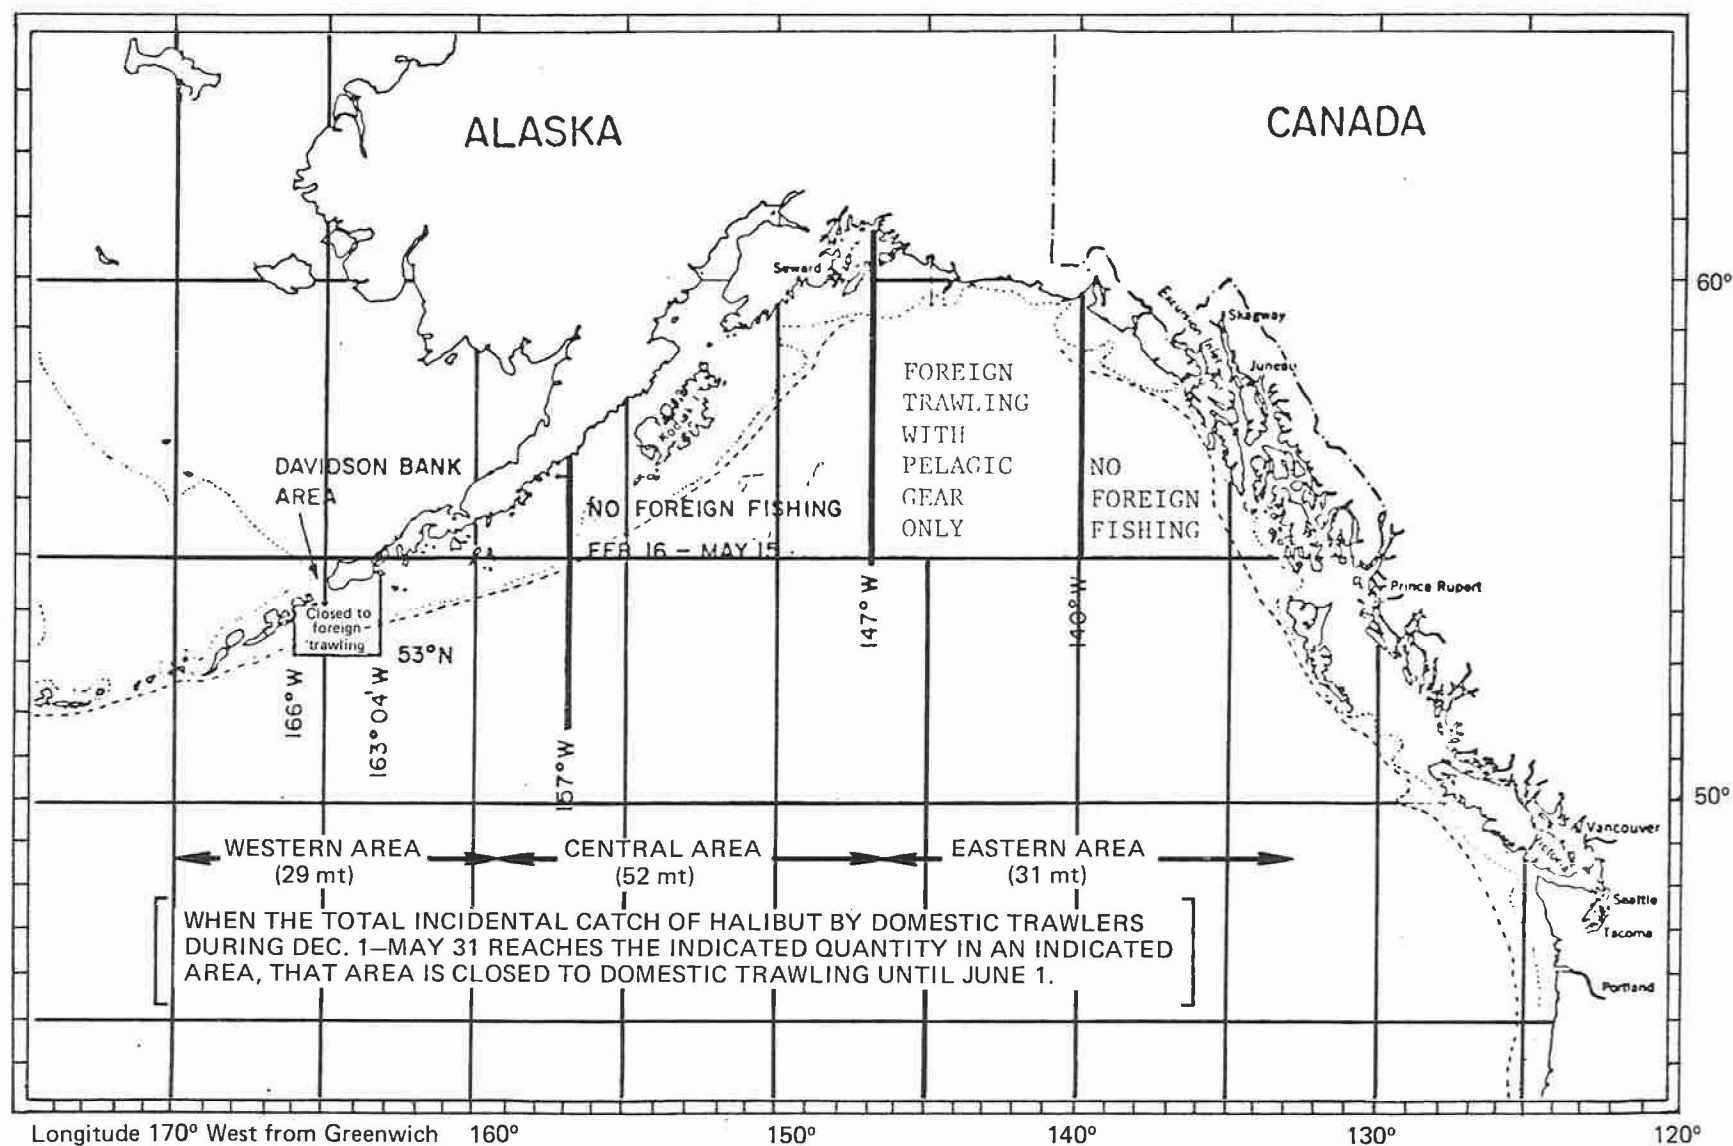 ALASKA
CANADA
Seward
60°
Excursion Inlet
Skagway
Juneau
Kodiak I.
FOREIGN
TRAWLING
WITH
PELAGIC
GEAR
ONLY
DAVIDSON BANK
AREA
NO FOREIGN FISHING
FEB 16 – MAY 15
NO
FOREIGN
FISHING
Closed to
foreign
trawling
53°N
166° W
163° 04' W
157° W
147° W
140° W
Prince Rupert
50°
Vancouver
Victoria
Seattle
Tacoma
Portland
WESTERN AREA
(29 mt)
CENTRAL AREA
(52 mt)
EASTERN AREA
(31 mt)
WHEN THE TOTAL INCIDENTAL CATCH OF HALIBUT BY DOMESTIC TRAWLERS
DURING DEC. 1–MAY 31 REACHES THE INDICATED QUANTITY IN AN INDICATED
AREA, THAT AREA IS CLOSED TO DOMESTIC TRAWLING UNTIL JUNE 1.
Longitude 170° West from Greenwich 160° 150° 140° 130° 120°